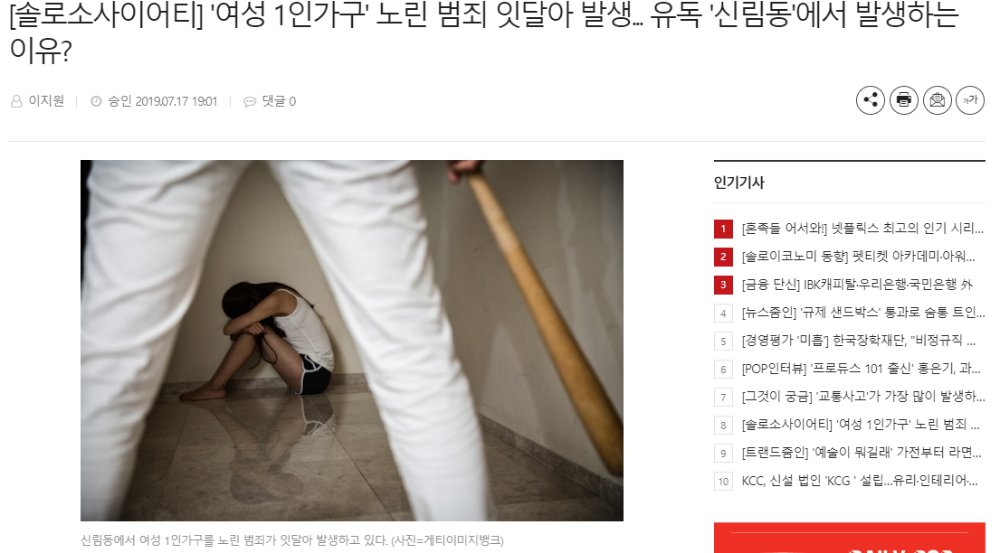 [솔로소사이어티] '여성 1인가구' 노린 범죄 잇달아 발생... 유독 '신림동'에서 발생하는
이유?
이지원 승인 2019.07.17 19:01 댓글 0
가가
인기기사
1 [혼족들 어서와!] 넷플릭스 최고의 인기 시리...
2 [솔로이코노미 동향] 펫티켓 아카데미·아워...
3 [금융 단신] IBK캐피탈·우리은행·국민은행 外
4 [뉴스줌인] '규제 샌드박스' 통과로 숨통 트인...
5 [경영평가 '미흡'] 한국장학재단, "비정규직 ...
6 [POP인터뷰] '프로듀스 101 출신' 홍은기, 과...
7 [그것이 궁금] '교통사고'가 가장 많이 발생하...
8 [솔로소사이어티] '여성 1인가구' 노린 범죄 ...
9 [트랜드줌인] '예술이 뭐길래' 가전부터 라면...
10 KCC, 신설 법인 'KCG ' 설립...유리·인테리어·...
신림동에서 여성 1인가구를 노린 범죄가 잇달아 발생하고 있다. (사진=게티이미지뱅크)